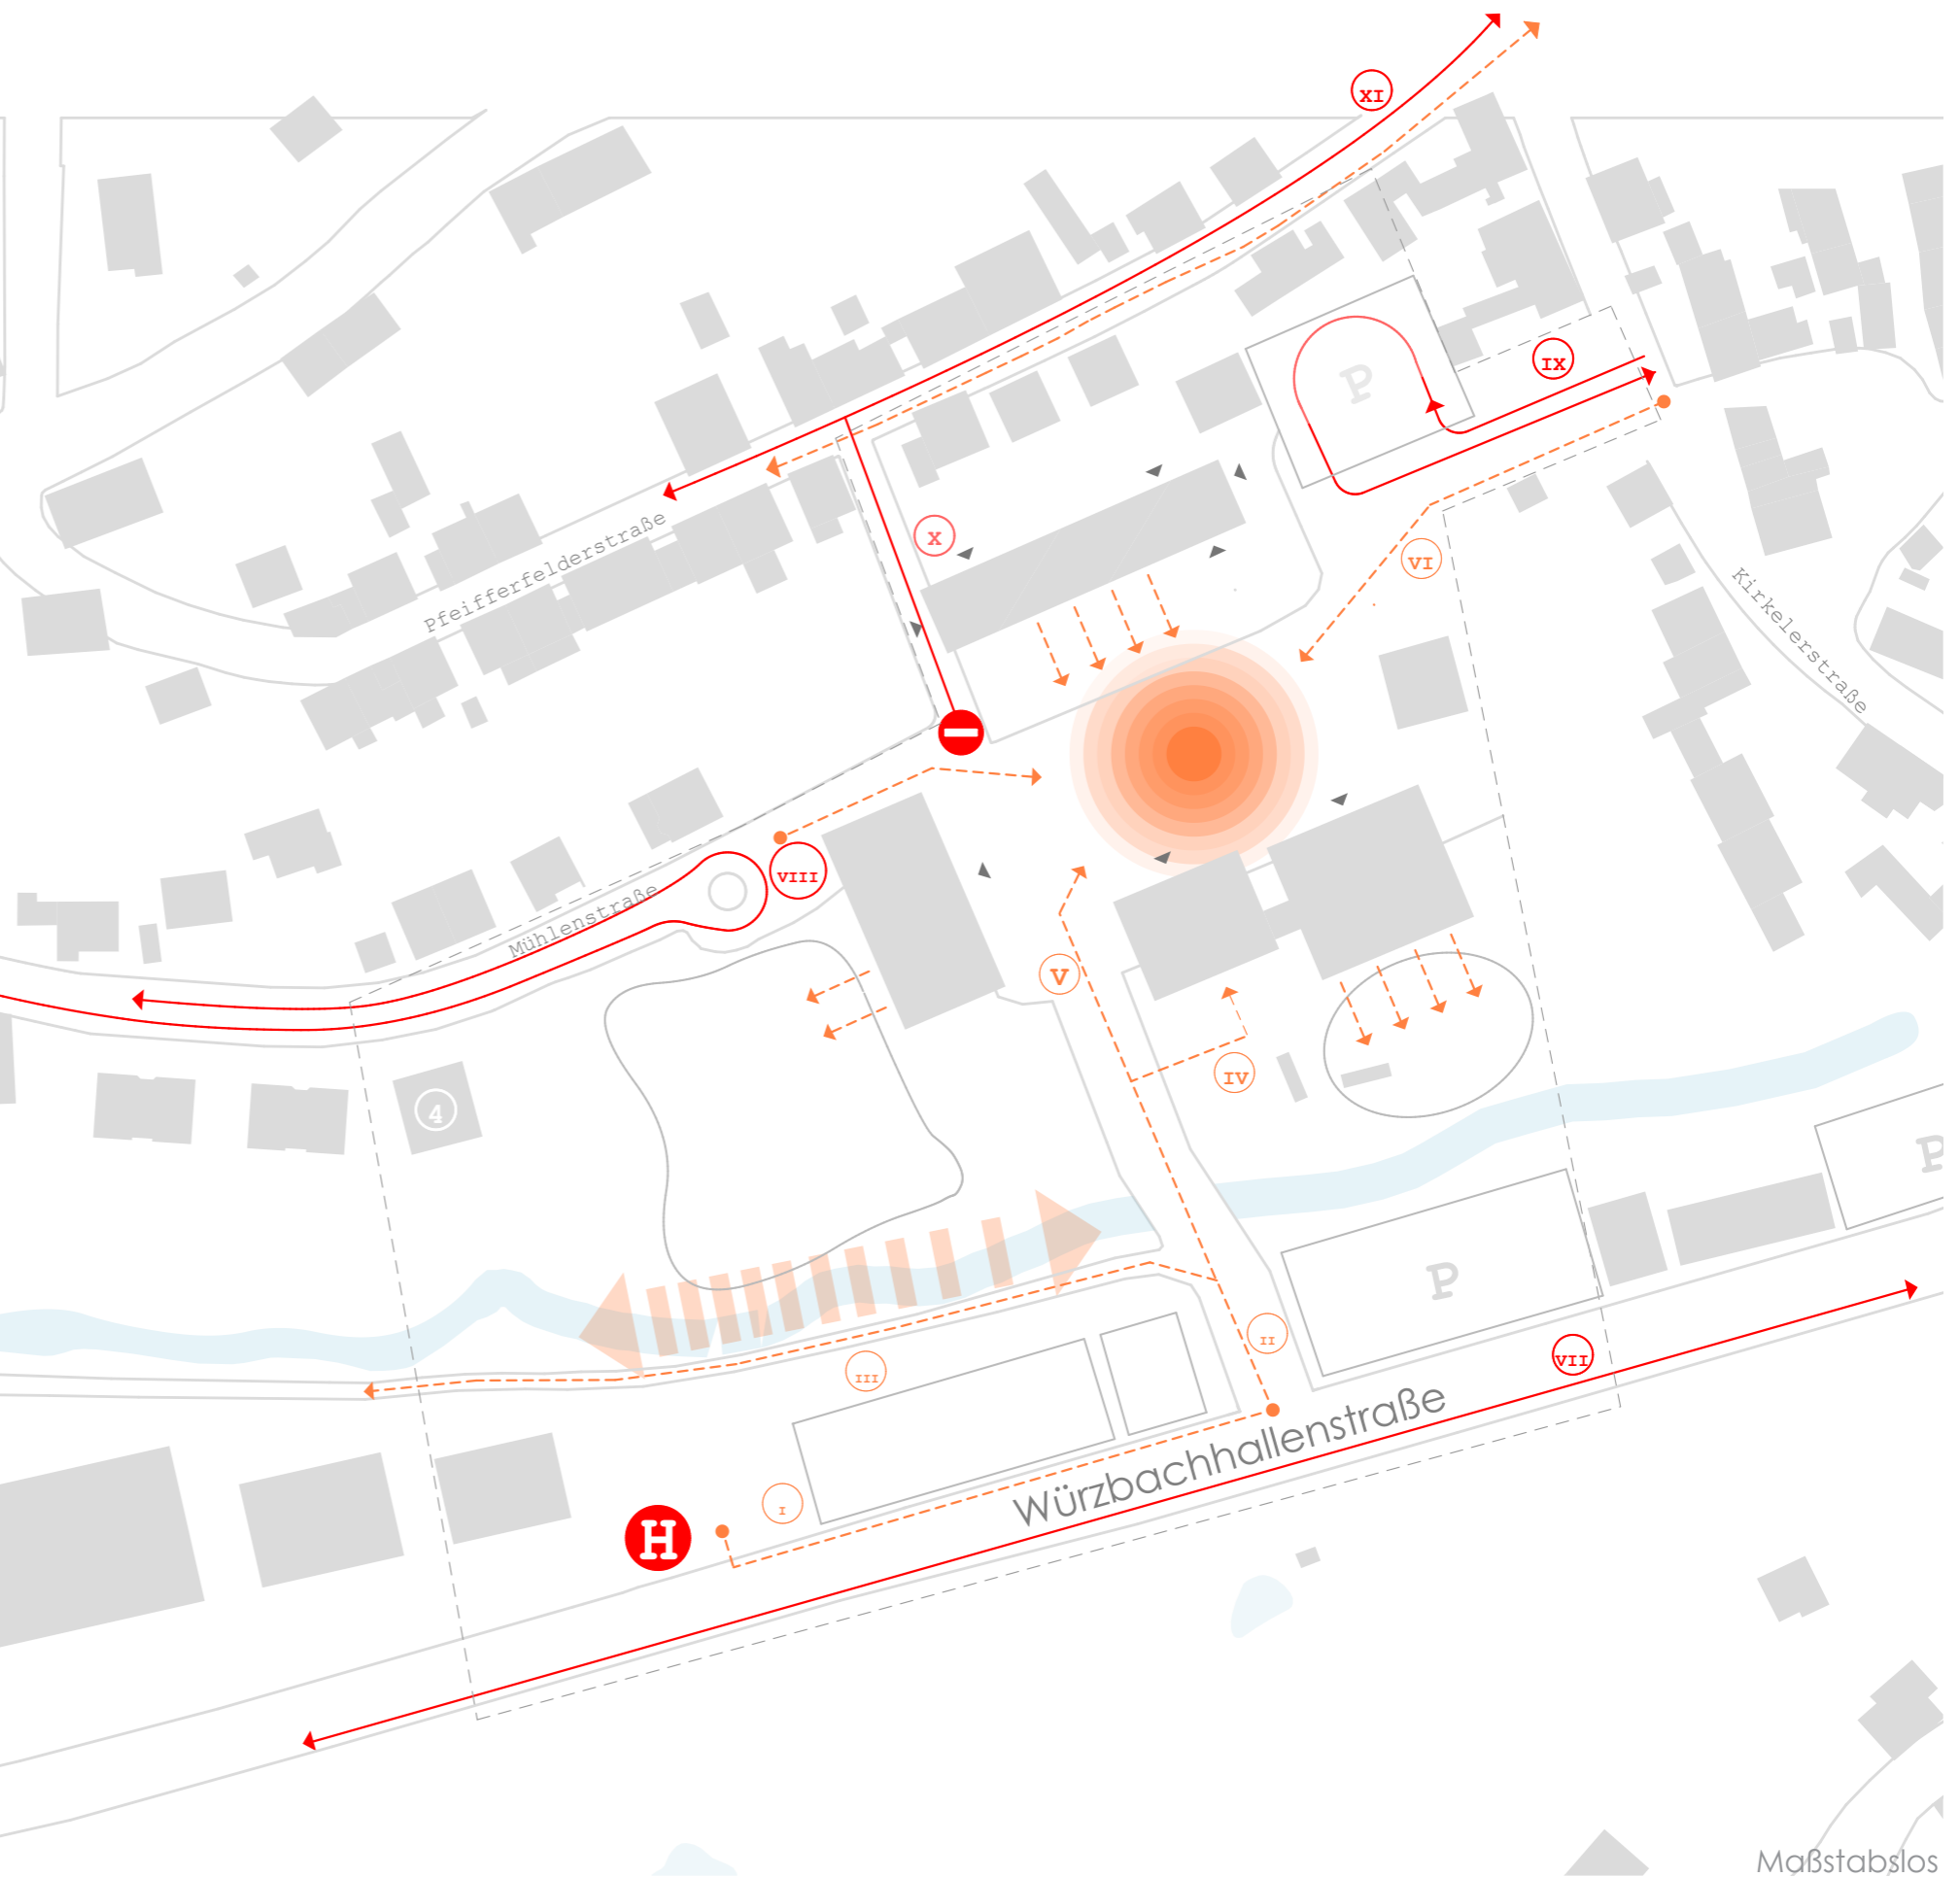 XI
P
IX
X
Pfeifferfelderstraße
VI
Kirkelerstraße
VIII
Mühlenstraße
V
IV
4
P
P
II
VII
III
Würzbachhallenstraße
I
H
Maßstabslos